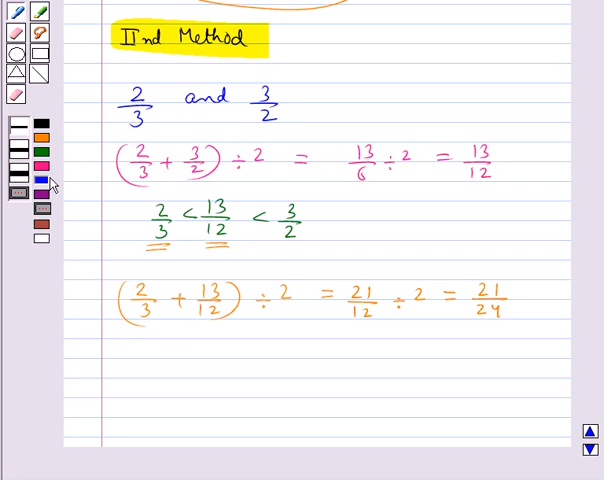 IInd Method
2/3 and 3/2
(2/3 + 3/2) ÷ 2 = 13/6 ÷ 2 = 13/12
2/3 < 13/12 < 3/2
(2/3 + 13/12) ÷ 2 = 21/12 ÷ 2 = 21/24